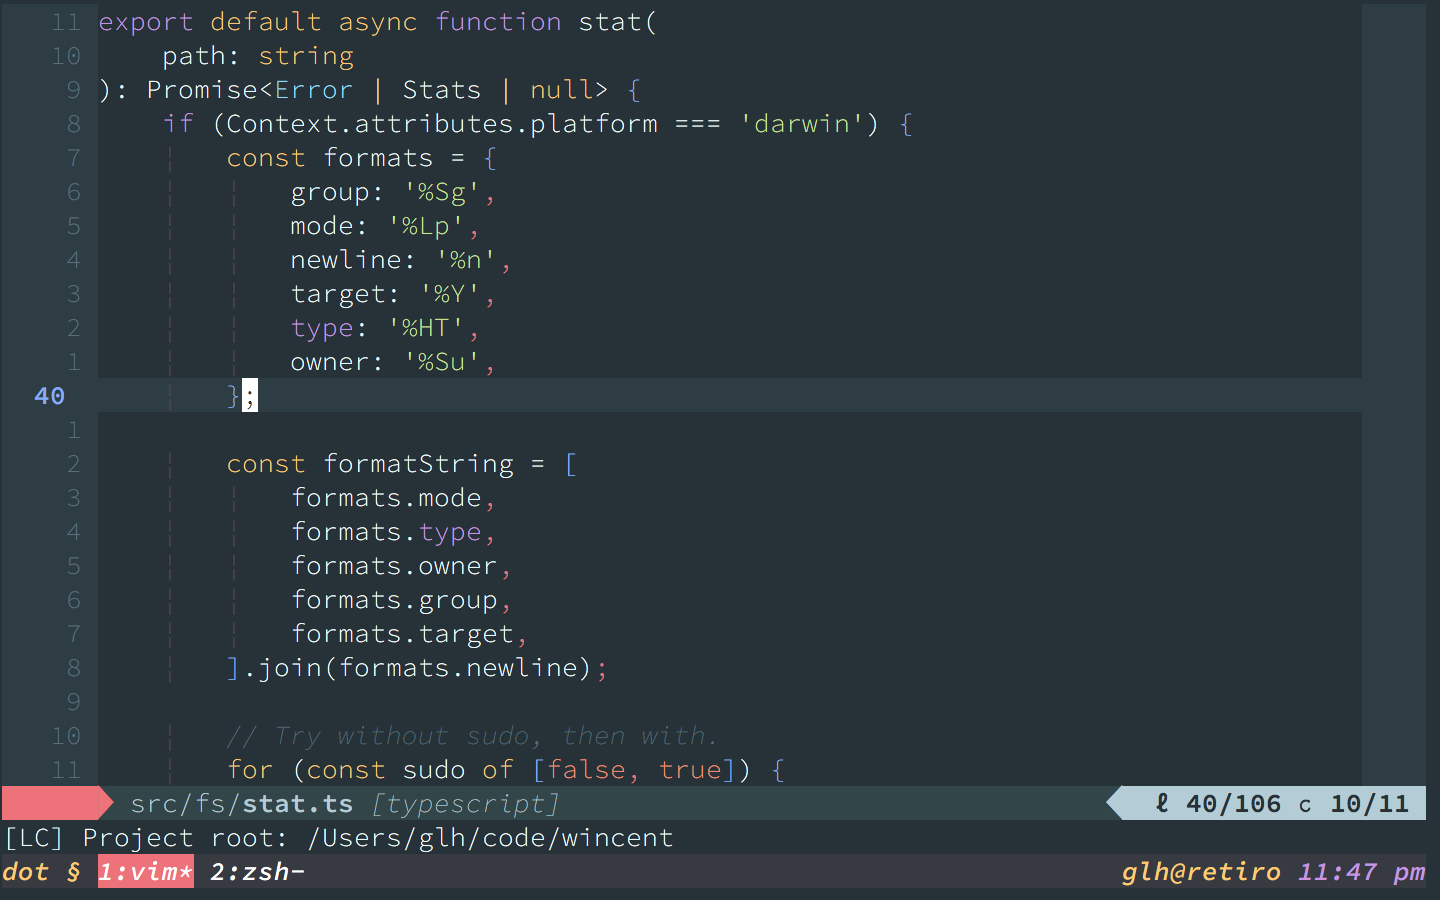 11 export default async function stat(
10     path: string
9 ): Promise<Error | Stats | null> {
8     if (Context.attributes.platform === 'darwin') {
7         const formats = {
6             group: '%Sg',
5             mode: '%Lp',
4             newline: '%n',
3             target: '%Y',
2             type: '%HT',
1             owner: '%Su',
40         };
1
2         const formatString = [
3             formats.mode,
4             formats.type,
5             formats.owner,
6             formats.group,
7             formats.target,
8         ].join(formats.newline);
9
10         // Try without sudo, then with.
11         for (const sudo of [false, true]) {
src/fs/stat.ts [typescript] ℓ 40/106 c 10/11
[LC] Project root: /Users/glh/code/wincent
dot § 1:vim* 2:zsh- glh@retiro 11:47 pm